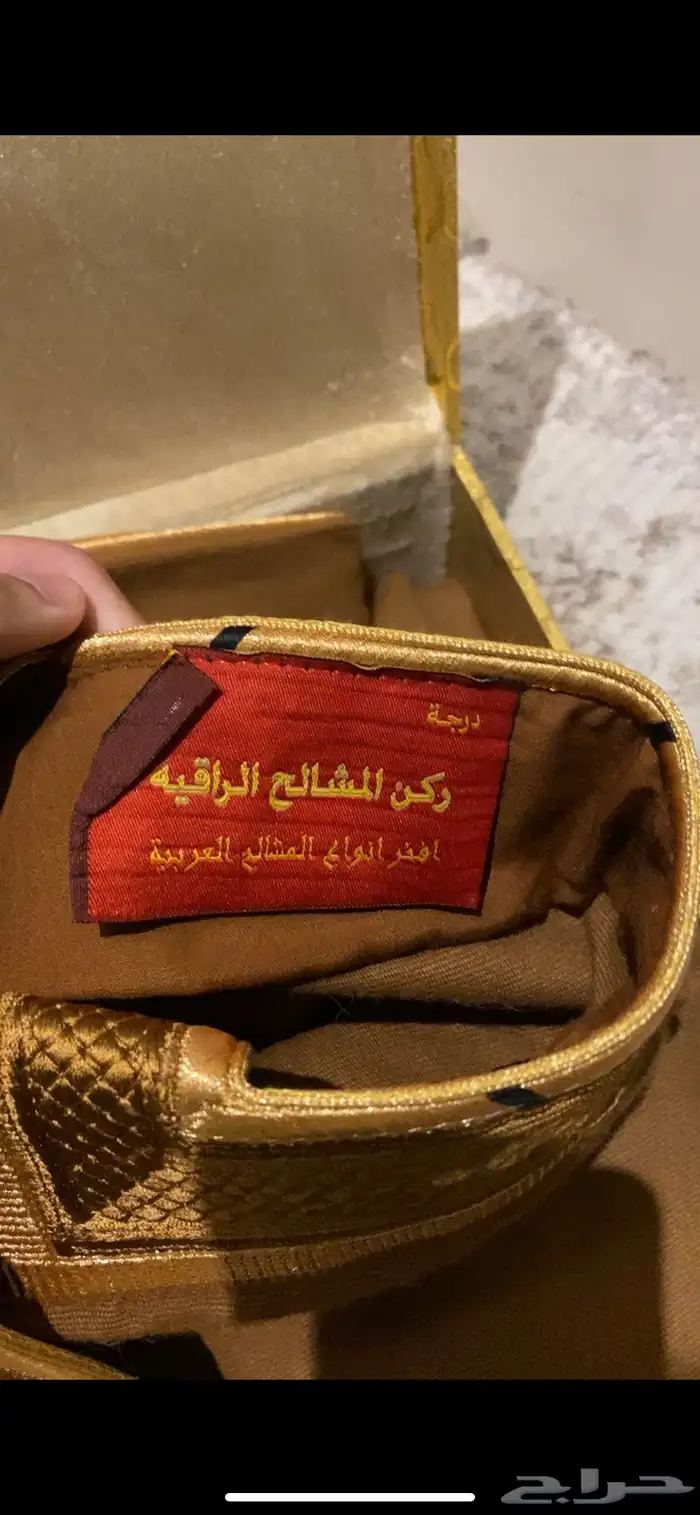 درجة
ركن المشالح الراقيه
افخر انواع المشالح العربية
حراج